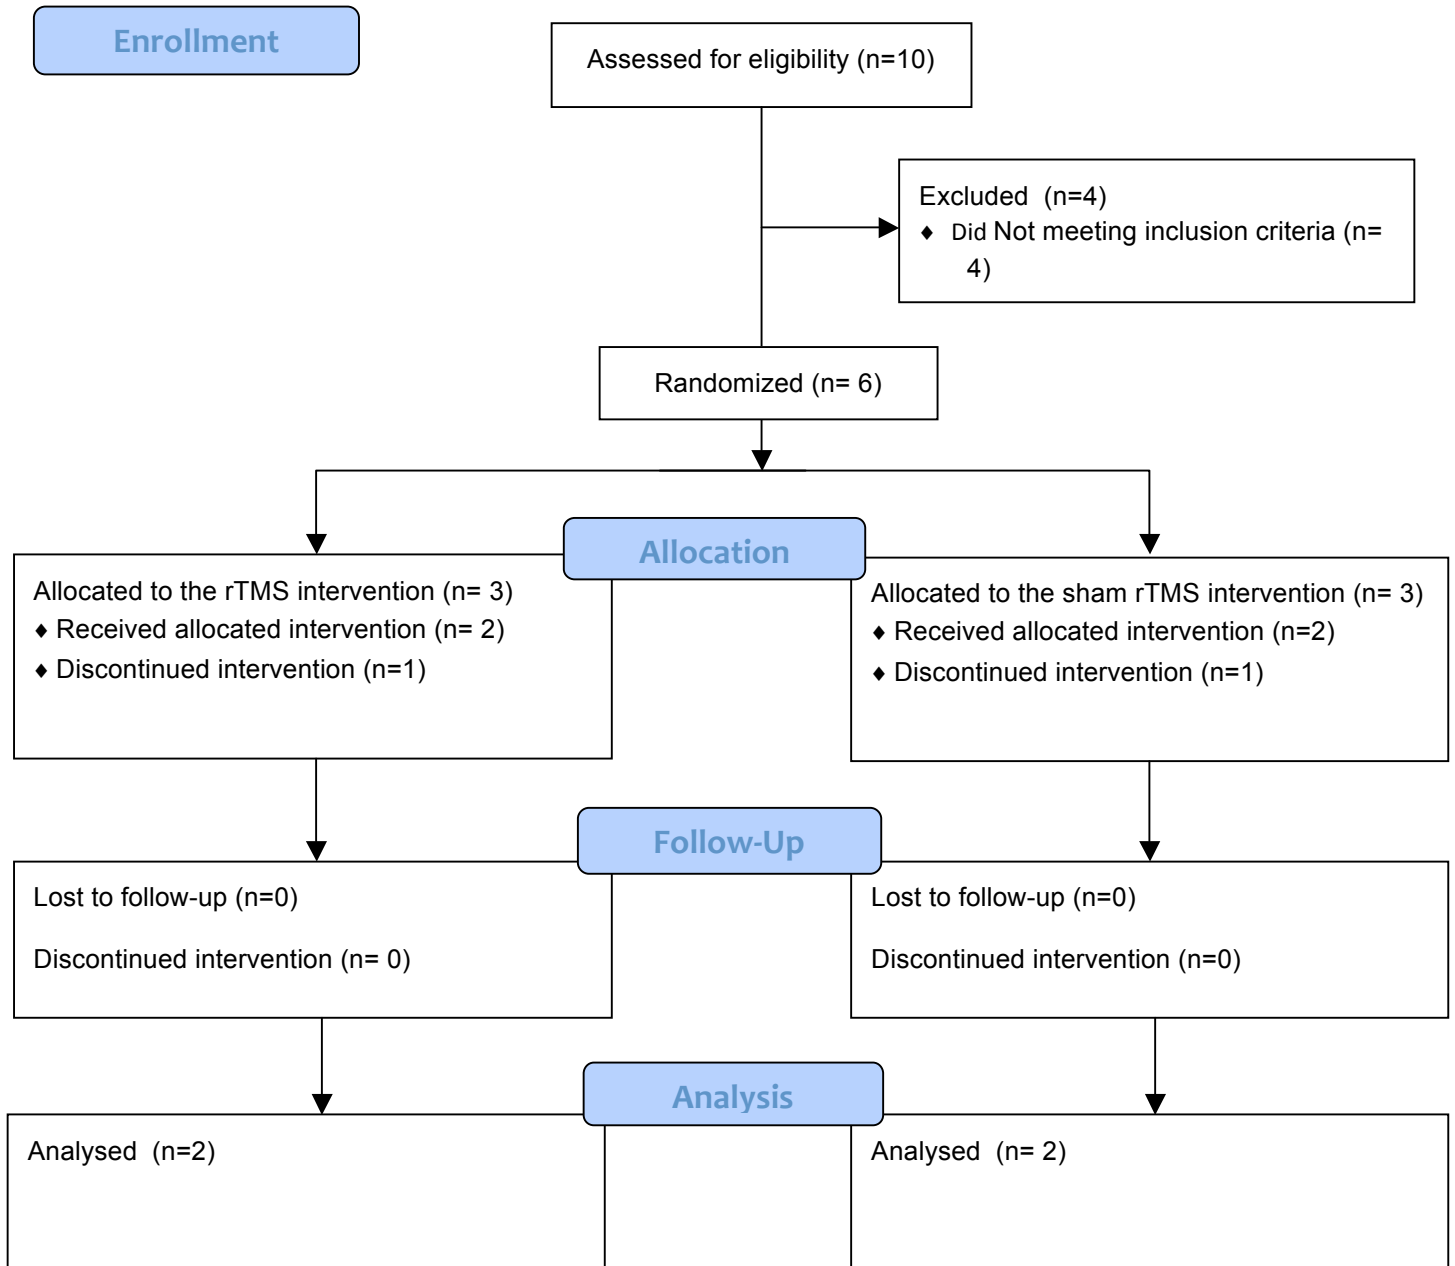 Enrollment
Assessed for eligibility (n=10)
Excluded  (n=4)
♦ Did Not meeting inclusion criteria (n=
4)
Randomized (n= 6)
Allocation
Allocated to the rTMS intervention (n= 3)
♦ Received allocated intervention (n= 2)
♦ Discontinued intervention (n=1)
Allocated to the sham rTMS intervention (n= 3)
♦ Received allocated intervention (n=2)
♦ Discontinued intervention (n=1)
Follow-Up
Lost to follow-up (n=0)
Discontinued intervention (n= 0)
Lost to follow-up (n=0)
Discontinued intervention (n=0)
Analysis
Analysed  (n=2)
Analysed  (n= 2)